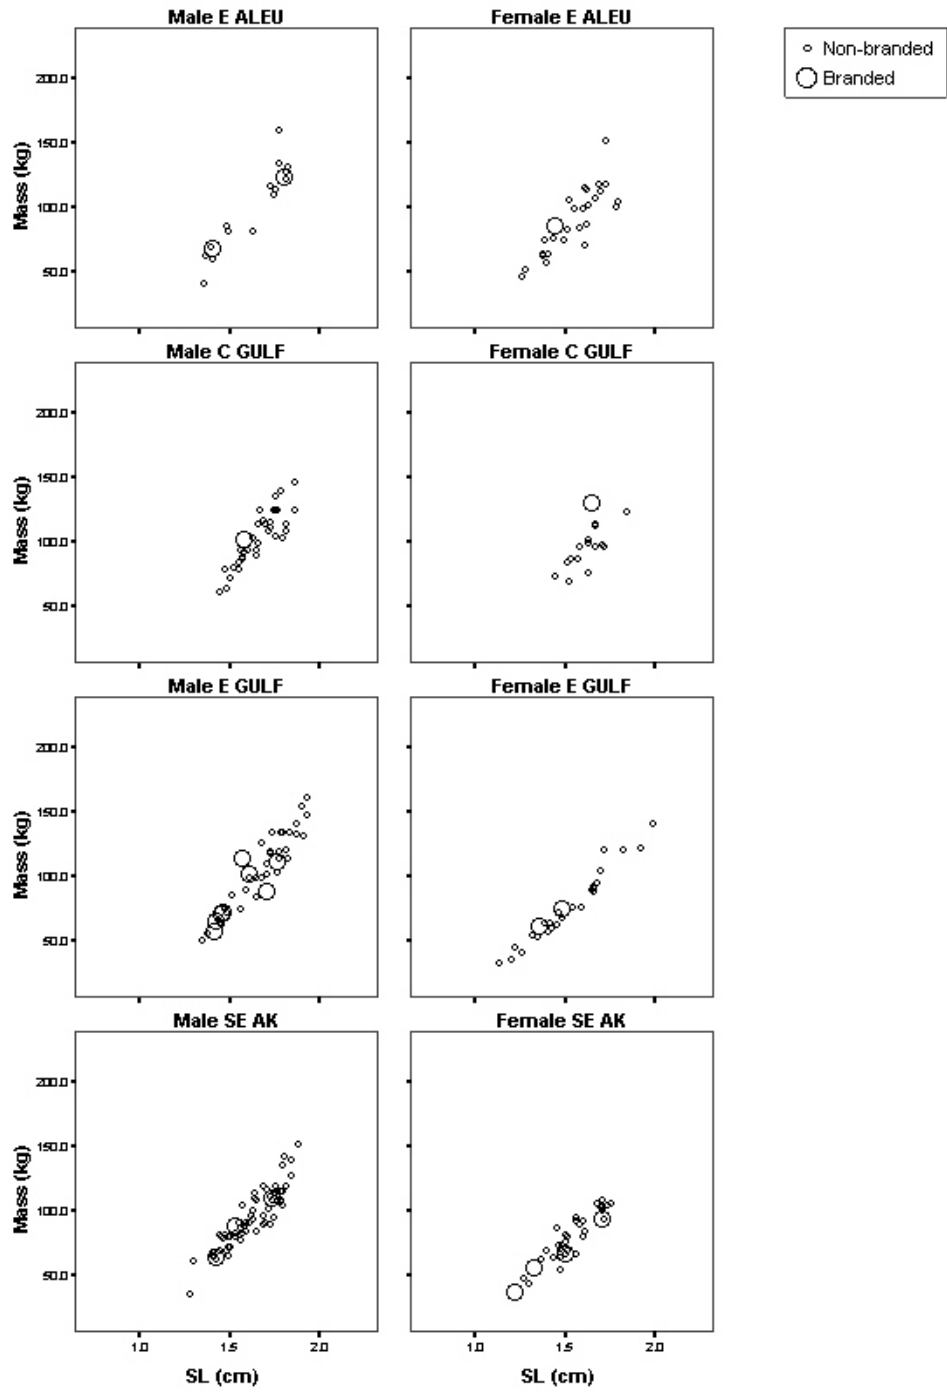 Male E ALEU Female E ALEU
Non-branded
Branded
Mass (kg)
200.0
150.0
100.0
50.0
Male C GULF Female C GULF
Mass (kg)
200.0
150.0
100.0
50.0
Male E GULF Female E GULF
Mass (kg)
200.0
150.0
100.0
50.0
Male SE AK Female SE AK
Mass (kg)
200.0
150.0
100.0
50.0
1.0 1.5 2.0 1.0 1.5 2.0
SL (cm) SL (cm)